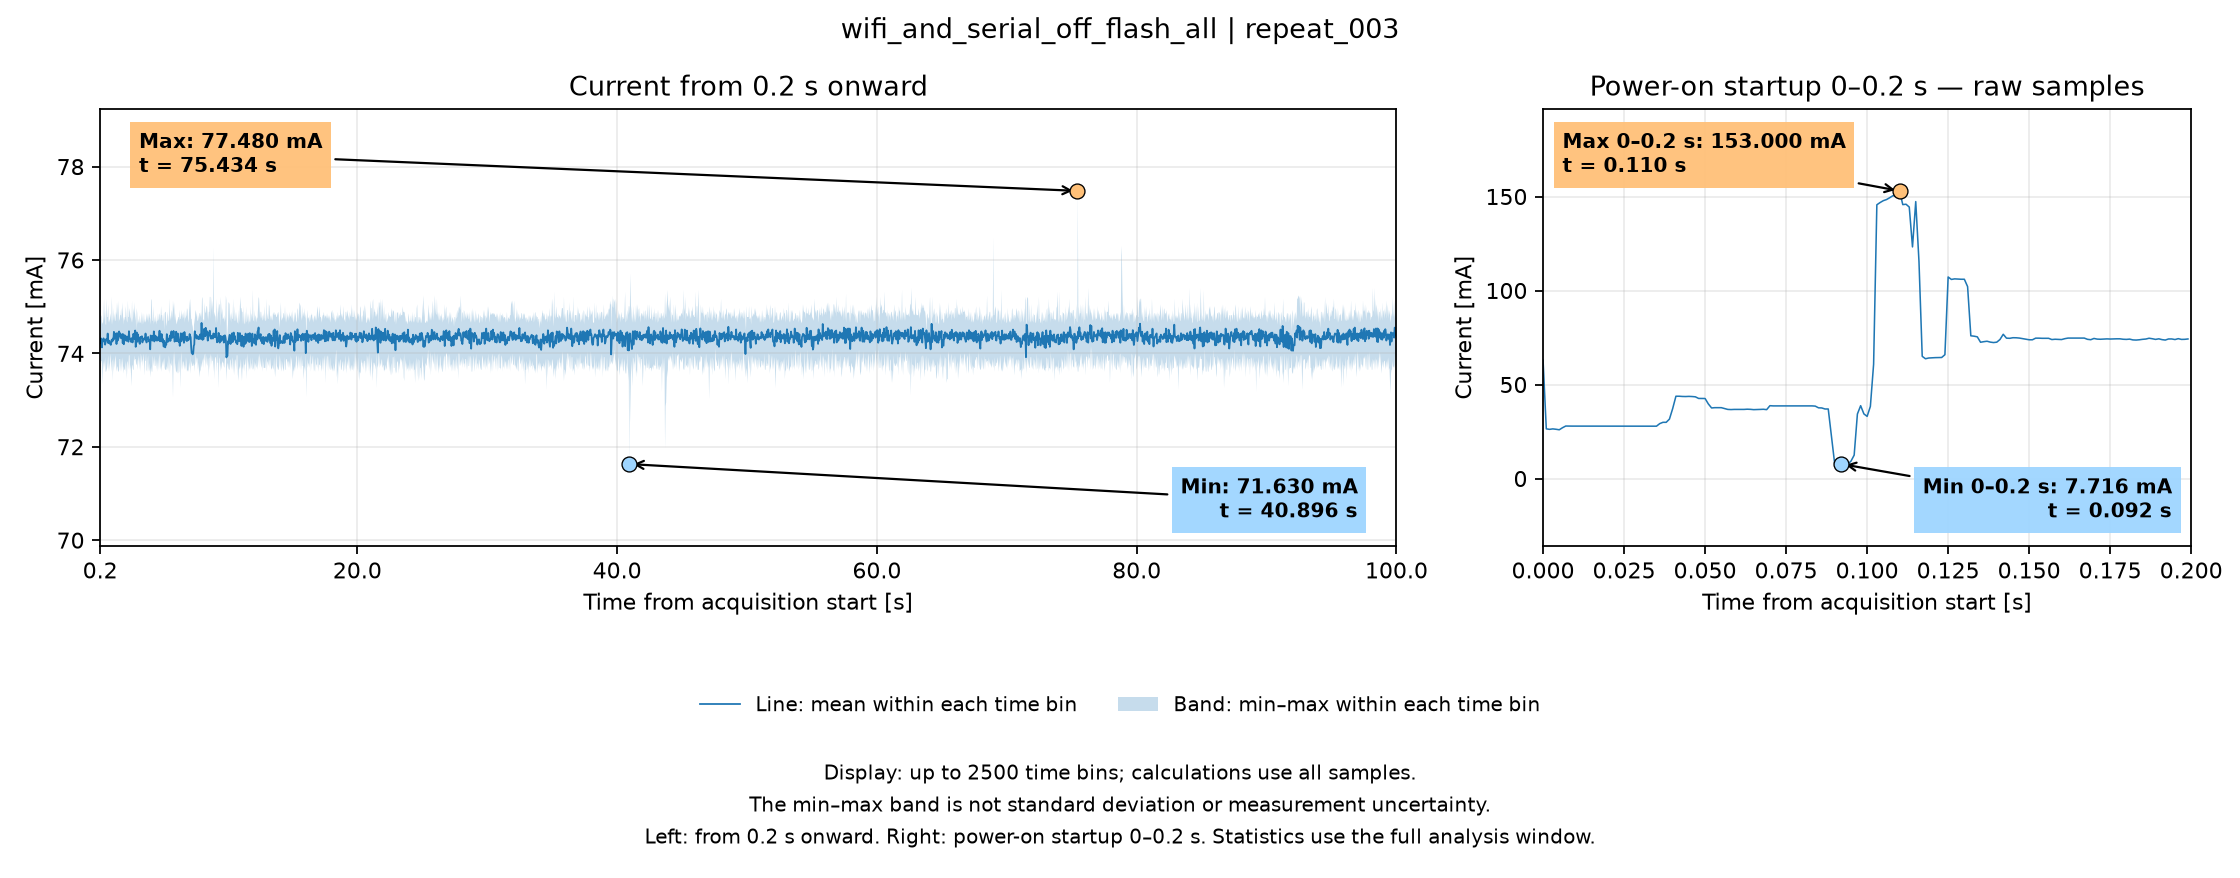 wifi_and_serial_off_flash_all | repeat_003
Current from 0.2 s onward
Max: 77.480 mA
t = 75.434 s
Min: 71.630 mA
t = 40.896 s
Current [mA]
78
76
74
72
70
0.2
20.0
40.0
60.0
80.0
100.0
Time from acquisition start [s]
Power-on startup 0–0.2 s — raw samples
Max 0–0.2 s: 153.000 mA
t = 0.110 s
Min 0–0.2 s: 7.716 mA
t = 0.092 s
Current [mA]
150
100
50
0
0.000
0.025
0.050
0.075
0.100
0.125
0.150
0.175
0.200
Time from acquisition start [s]
Line: mean within each time bin
Band: min–max within each time bin
Display: up to 2500 time bins; calculations use all samples.
The min–max band is not standard deviation or measurement uncertainty.
Left: from 0.2 s onward. Right: power-on startup 0–0.2 s. Statistics use the full analysis window.